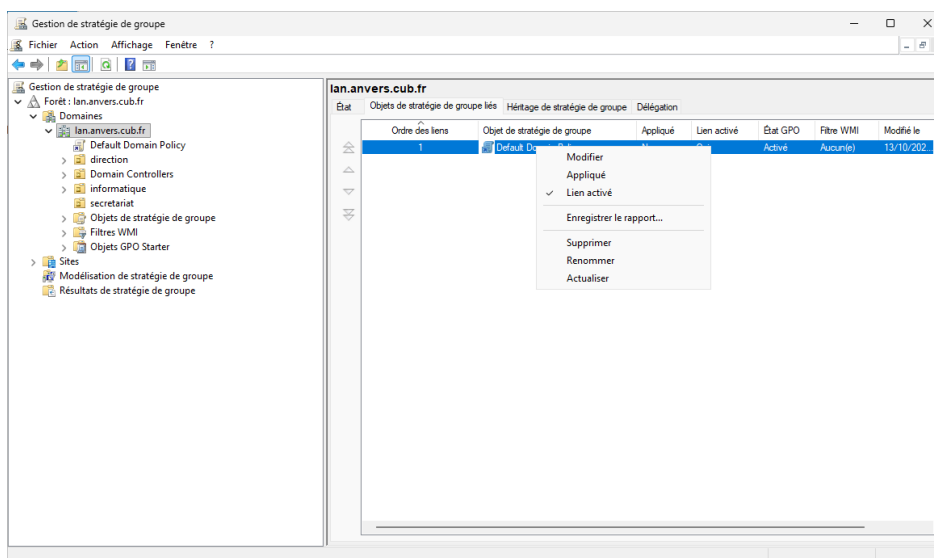 Gestion de stratégie de groupe
Fichier Action Affichage Fenêtre ?
Gestion de stratégie de groupe
Forêt : lan.anvers.cub.fr
Domaines
lan.anvers.cub.fr
Default Domain Policy
direction
Domain Controllers
informatique
secretariat
Objets de stratégie de groupe
Filtres WMI
Objets GPO Starter
Sites
Modélisation de stratégie de groupe
Résultats de stratégie de groupe
lan.anvers.cub.fr
État Objets de stratégie de groupe liés Héritage de stratégie de groupe Délégation
Ordre des liens Objet de stratégie de groupe Appliqué Lien activé État GPO Filtre WMI Modifié le
1 Default Activé Aucun(e) 13/10/202...
Modifier
Appliqué
Lien activé
Enregistrer le rapport...
Supprimer
Renommer
Actualiser